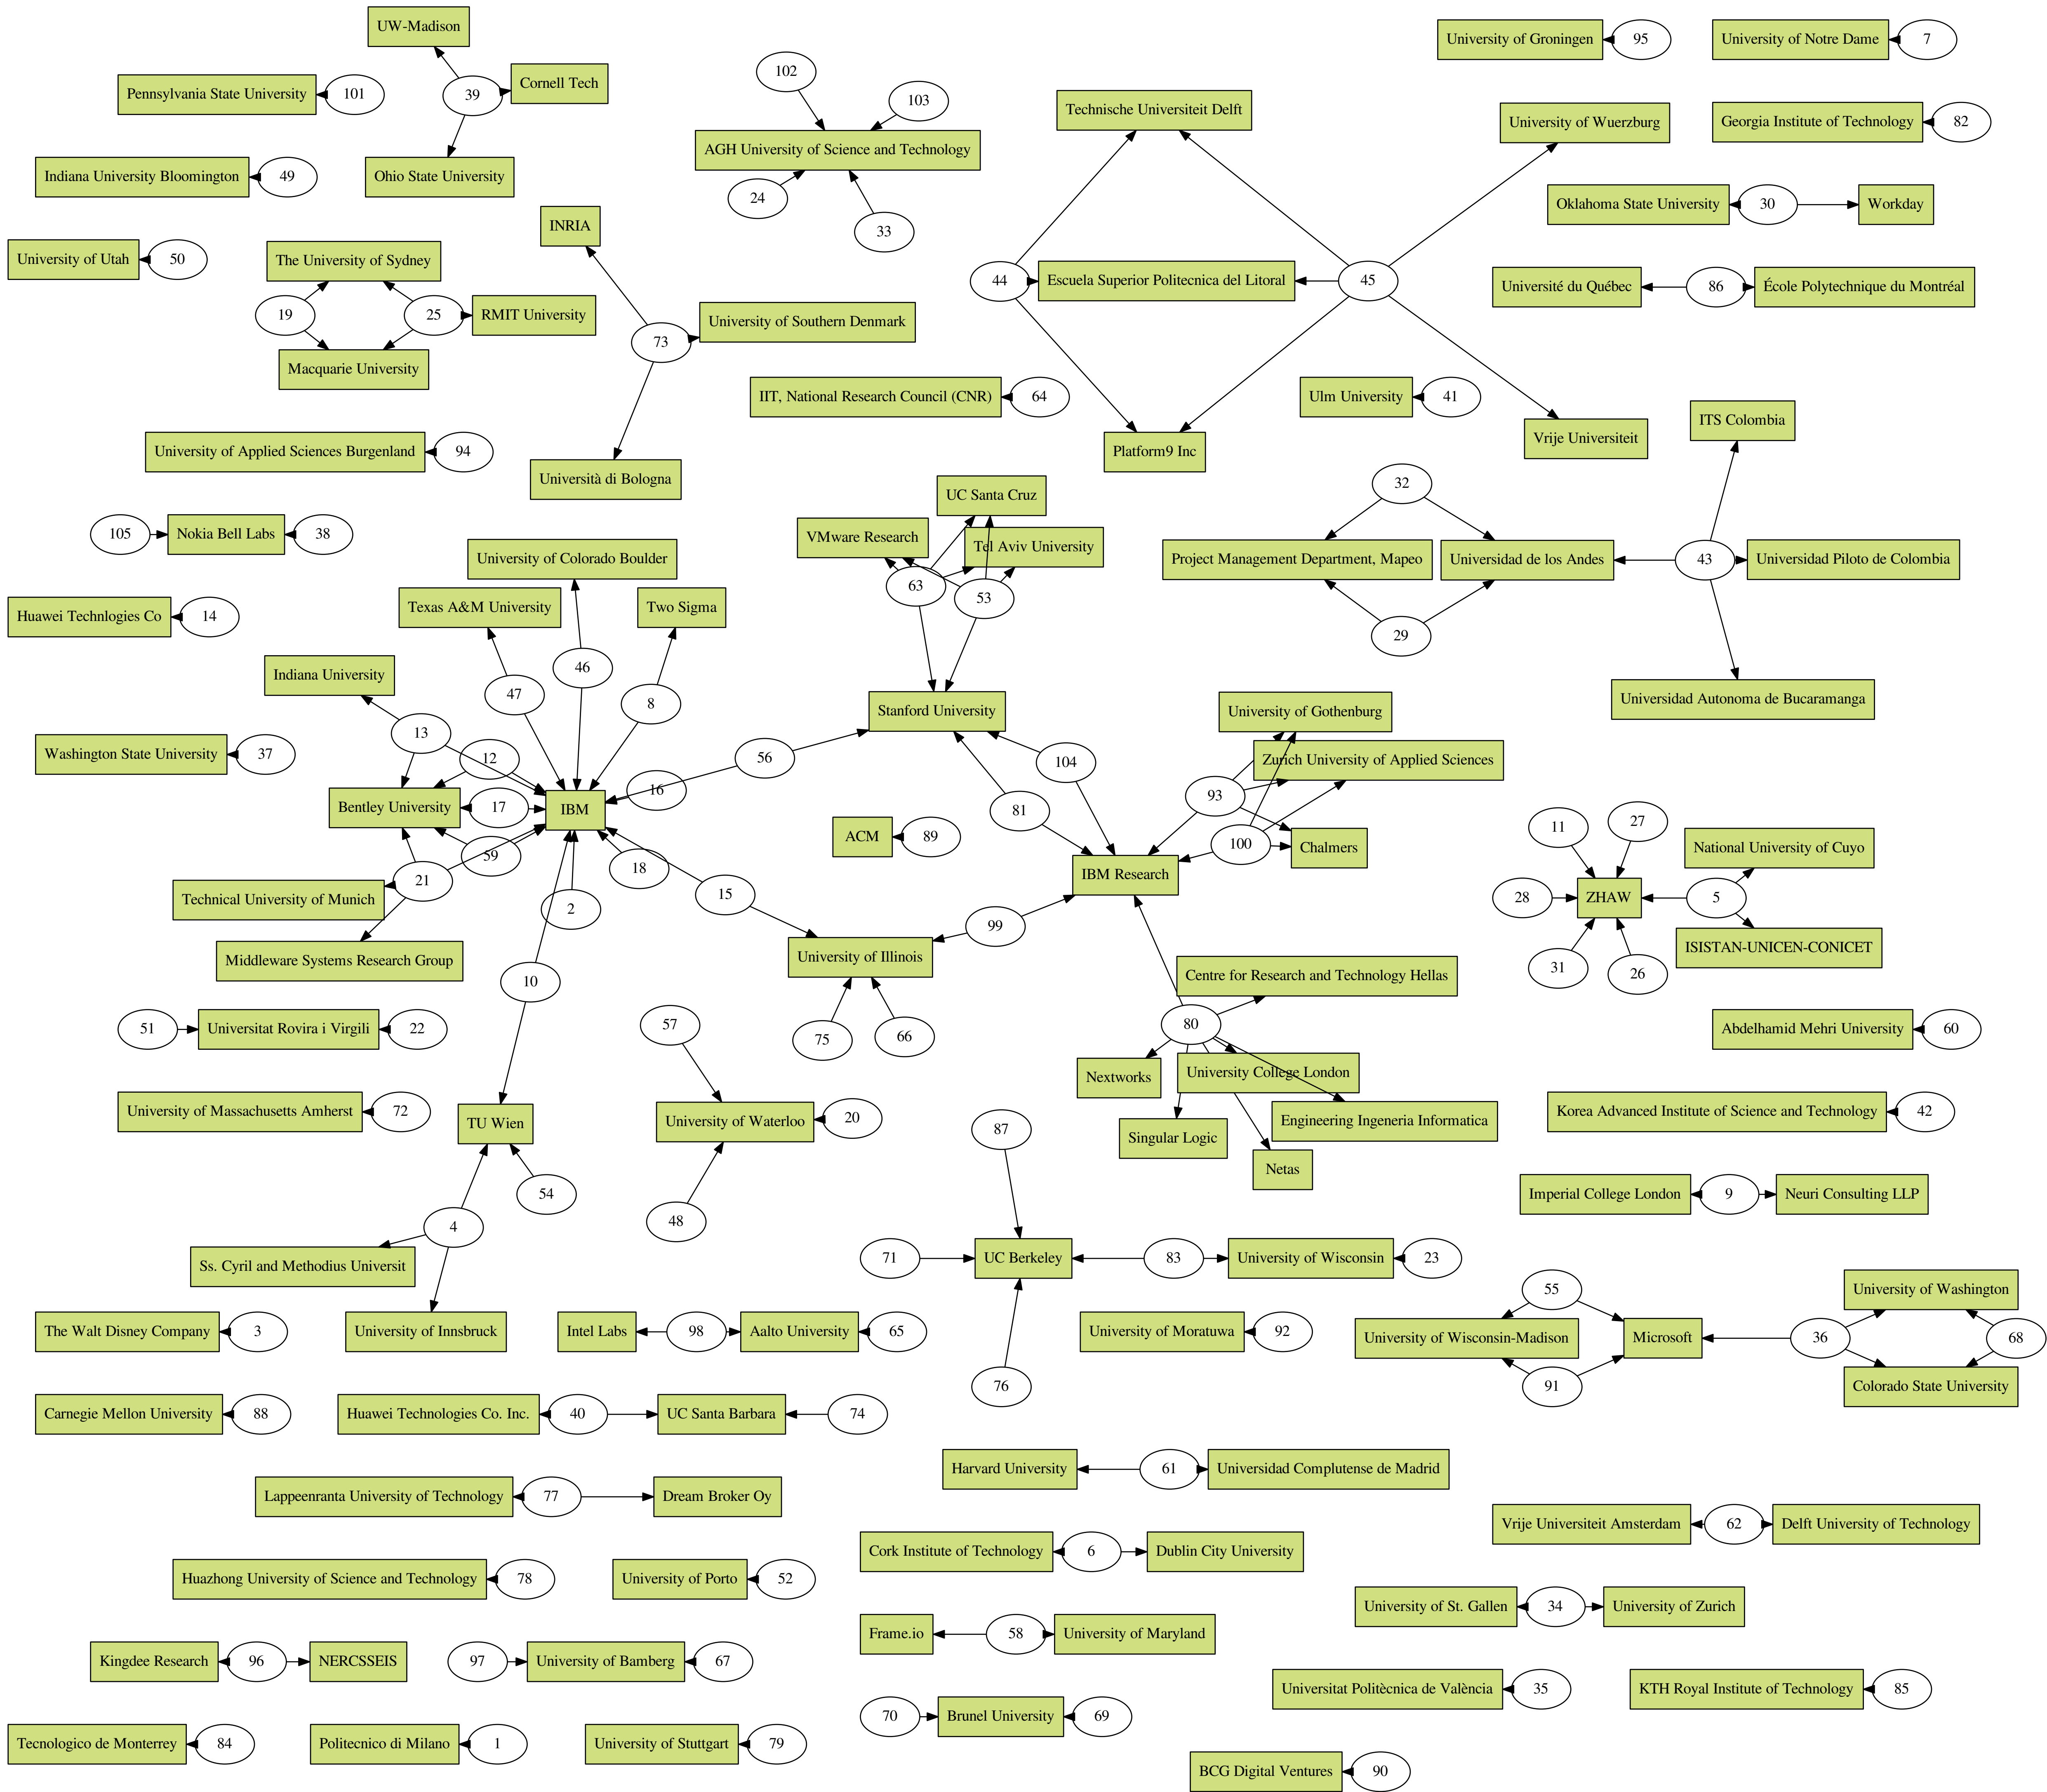 UW-Madison
University of Groningen
95
University of Notre Dame
7
Pennsylvania State University
101
39
Cornell Tech
102
103
Technische Universiteit Delft
University of Wuerzburg
Georgia Institute of Technology
82
AGH University of Science and Technology
Indiana University Bloomington
49
Ohio State University
24
33
Oklahoma State University
30
Workday
INRIA
University of Utah
50
The University of Sydney
44
Escuela Superior Politecnica del Litoral
45
Université du Québec
86
École Polytechnique du Montréal
19
25
RMIT University
University of Southern Denmark
73
Macquarie University
IIT, National Research Council (CNR)
64
Ulm University
41
ITS Colombia
University of Applied Sciences Burgenland
94
Platform9 Inc
Vrije Universiteit
Università di Bologna
UC Santa Cruz
32
105
Nokia Bell Labs
38
VMware Research
Tel Aviv University
University of Colorado Boulder
Project Management Department, Mapeo
Universidad de los Andes
43
Universidad Piloto de Colombia
63
53
Huawei Technlogies Co
14
Texas A&M University
Two Sigma
29
46
Indiana University
47
8
Universidad Autonoma de Bucaramanga
Stanford University
University of Gothenburg
13
Washington State University
37
12
56
104
Zurich University of Applied Sciences
16
93
Bentley University
17
IBM
81
ACM
89
11
27
59
18
100
Chalmers
National University of Cuyo
Technical University of Munich
21
2
15
IBM Research
28
ZHAW
5
99
Middleware Systems Research Group
University of Illinois
ISISTAN-UNICEN-CONICET
31
26
10
Centre for Research and Technology Hellas
51
Universitat Rovira i Virgili
22
57
75
66
80
Abdelhamid Mehri University
60
Nextworks
University College London
University of Massachusetts Amherst
72
TU Wien
University of Waterloo
20
87
Singular Logic
Engineering Ingeneria Informatica
Korea Advanced Institute of Science and Technology
42
Netas
54
48
Imperial College London
9
Neuri Consulting LLP
4
Ss. Cyril and Methodius Universit
71
UC Berkeley
83
University of Wisconsin
23
55
University of Washington
The Walt Disney Company
3
University of Innsbruck
Intel Labs
98
Aalto University
65
University of Moratuwa
92
University of Wisconsin-Madison
Microsoft
36
68
76
91
Colorado State University
Carnegie Mellon University
88
Huawei Technologies Co. Inc.
40
UC Santa Barbara
74
Harvard University
61
Universidad Complutense de Madrid
Lappeenranta University of Technology
77
Dream Broker Oy
Vrije Universiteit Amsterdam
62
Delft University of Technology
Cork Institute of Technology
6
Dublin City University
Huazhong University of Science and Technology
78
University of Porto
52
University of St. Gallen
34
University of Zurich
Frame.io
58
University of Maryland
Kingdee Research
96
NERCSSEIS
97
University of Bamberg
67
Universitat Politècnica de València
35
KTH Royal Institute of Technology
85
70
Brunel University
69
Tecnologico de Monterrey
84
Politecnico di Milano
1
University of Stuttgart
79
BCG Digital Ventures
90